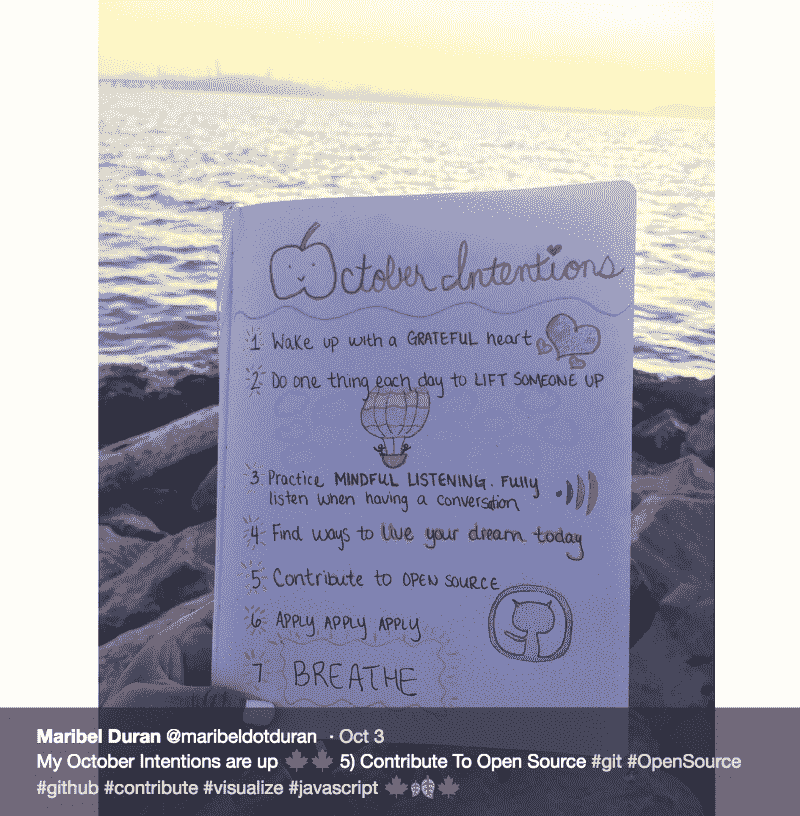 October Intentions
1 Wake up with a GRATEFUL heart
2 Do one thing each day to LIFT SOMEONE UP
3 Practice MINDFUL LISTENING. Fully
listen when having a conversation
4 Find ways to live your dream today
5 Contribute to OPEN SOURCE
6 APPLY APPLY APPLY
7 BREATHE
Maribel Duran @maribeldotduran · Oct 3
My October Intentions are up 🍁🍁 5) Contribute To Open Source #git #OpenSource
#github #contribute #visualize #javascript 🍁🍃🍁